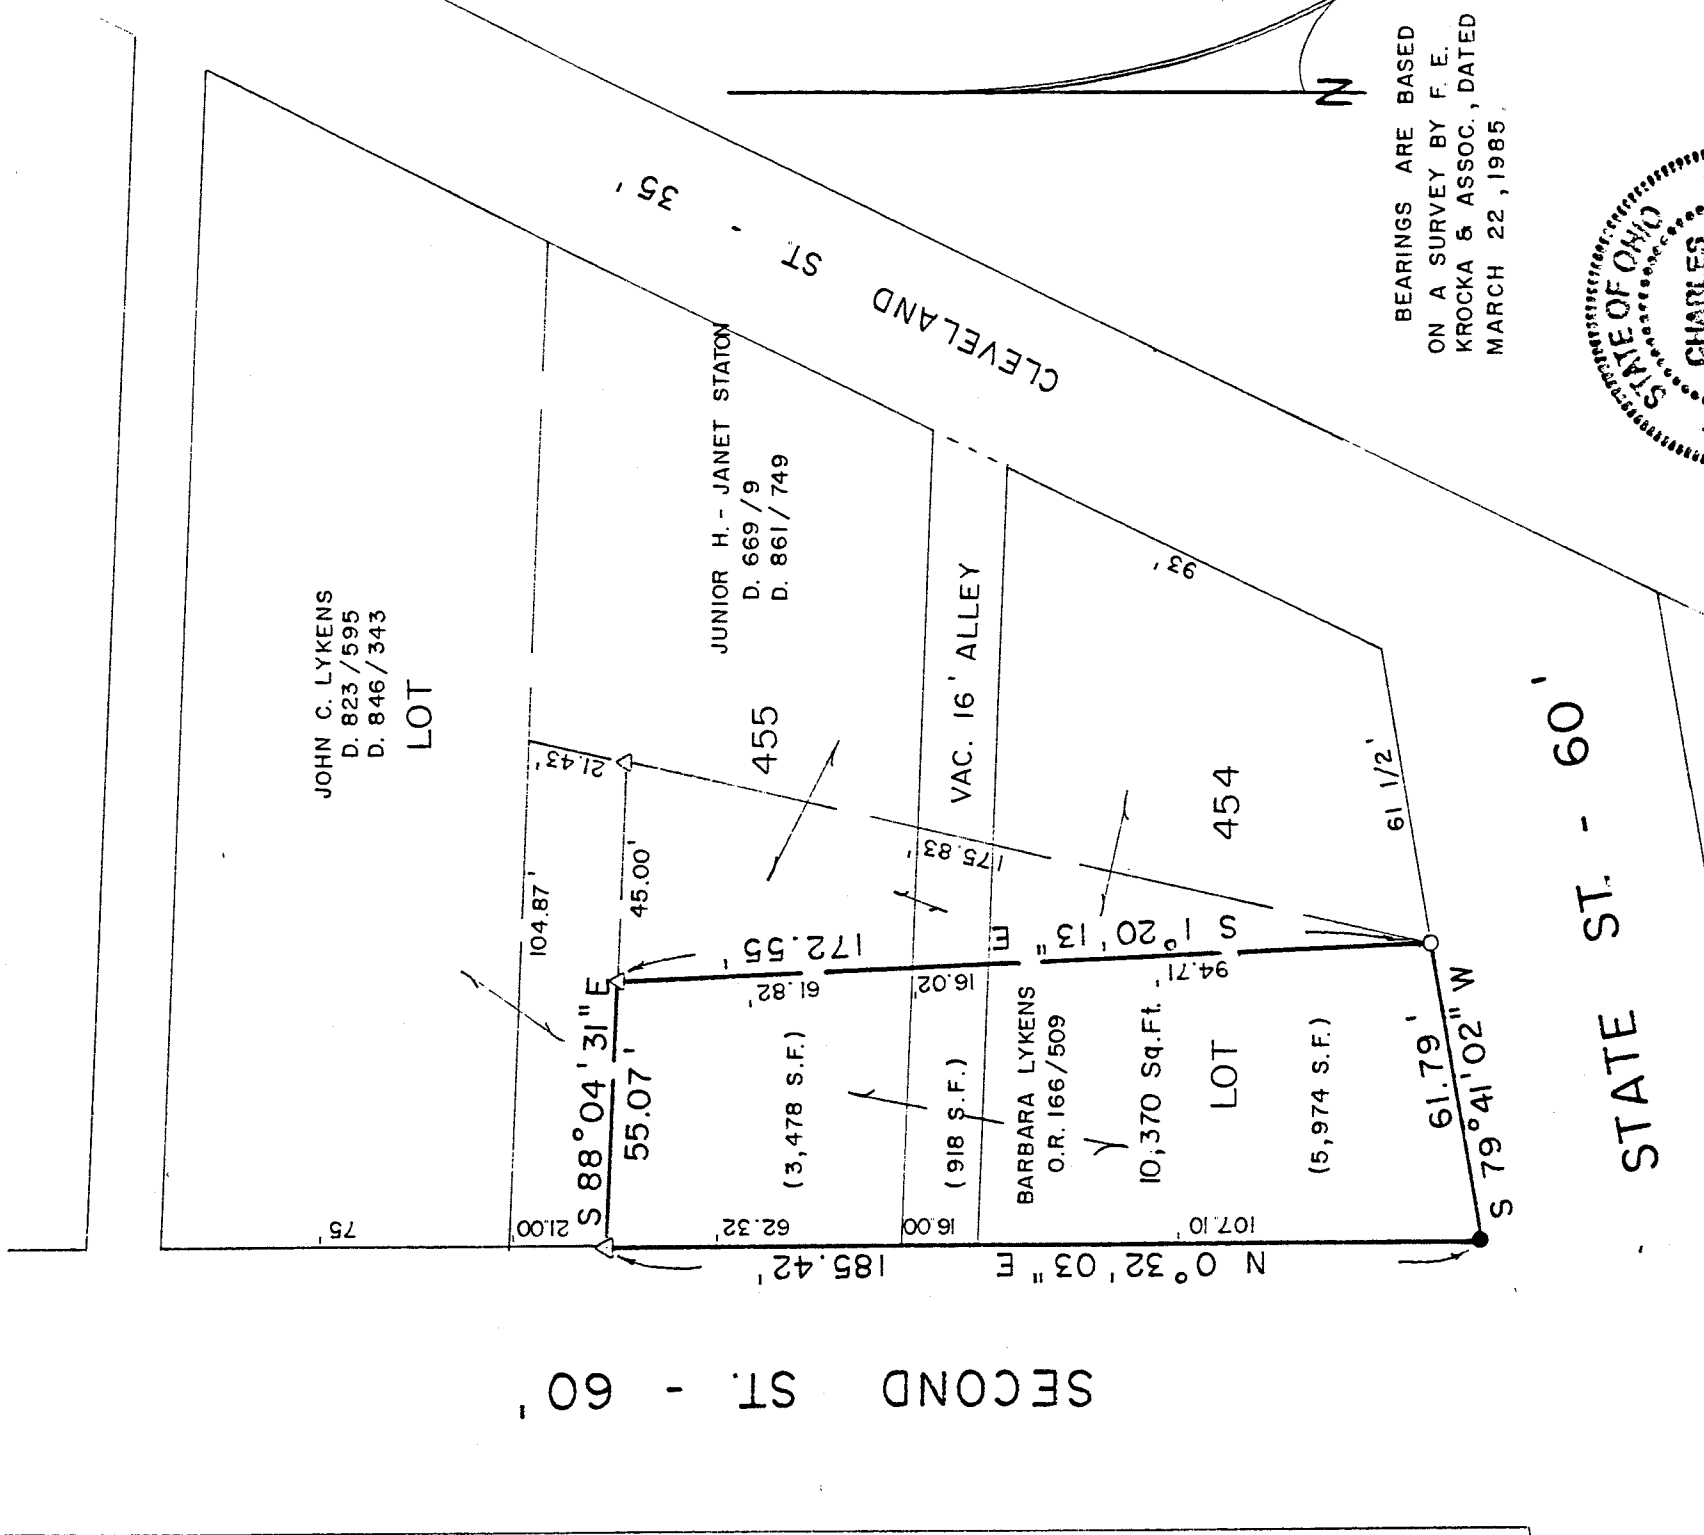 JOHN C. LYKENS
D. 823/595
D. 846/343
LOT
JUNIOR H. - JANET STATON
D. 669/9
D. 861/749
455
VAC. 16' ALLEY
454
CLEVELAND ST - 35'
93'
61 1/2'
N
BEARINGS ARE BASED
ON A SURVEY BY F. E.
KROCKA & ASSOC., DATED
MARCH 22, 1985.
STATE OF OHIO
CHARLES
21.43'
104.87'
45.00'
175.83'
S 88°04'31" E
55.07'
172.55'
S 1°20'13" E
61.82'
16.02'
94.71'
(3,478 S.F.)
(918 S.F.)
BARBARA LYKENS
O.R. 166/509
10,370 Sq.Ft.
LOT
(5,974 S.F.)
61.79'
S 79°41'02" W
75'
21.00'
62.32'
16.00'
107.10'
185.42'
N 0°32'03" E
SECOND ST. - 60'
STATE ST. - 60'